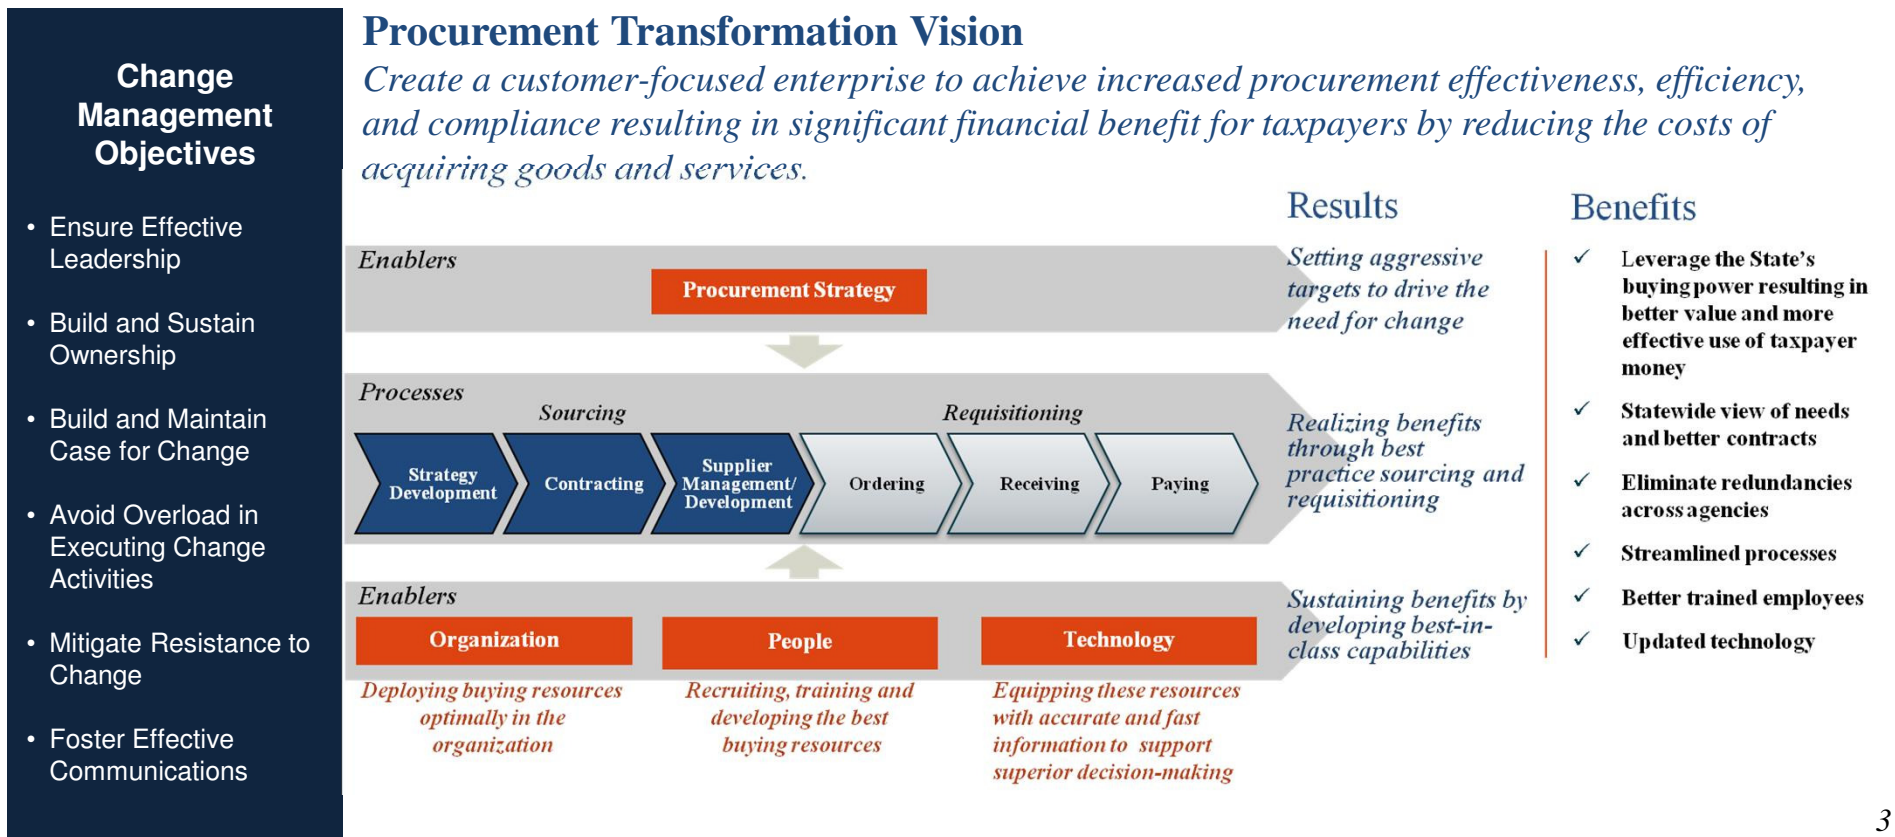 Change
Management
Objectives
• Ensure Effective
Leadership
• Build and Sustain
Ownership
• Build and Maintain
Case for Change
• Avoid Overload in
Executing Change
Activities
• Mitigate Resistance to
Change
• Foster Effective
Communications
Procurement Transformation Vision
Create a customer-focused enterprise to achieve increased procurement effectiveness, efficiency,
and compliance resulting in significant financial benefit for taxpayers by reducing the costs of
acquiring goods and services.
Enablers
Procurement Strategy
Processes
Sourcing
Requisitioning
Strategy
Development
Contracting
Supplier
Management/
Development
Ordering
Receiving
Paying
Enablers
Organization
People
Technology
Deploying buying resources
optimally in the
organization
Recruiting, training and
developing the best
buying resources
Equipping these resources
with accurate and fast
information to support
superior decision-making
Results
Setting aggressive
targets to drive the
need for change
Realizing benefits
through best
practice sourcing and
requisitioning
Sustaining benefits by
developing best-in-
class capabilities
Benefits
✓ Leverage the State's
buying power resulting in
better value and more
effective use of taxpayer
money
✓ Statewide view of needs
and better contracts
✓ Eliminate redundancies
across agencies
✓ Streamlined processes
✓ Better trained employees
✓ Updated technology
3